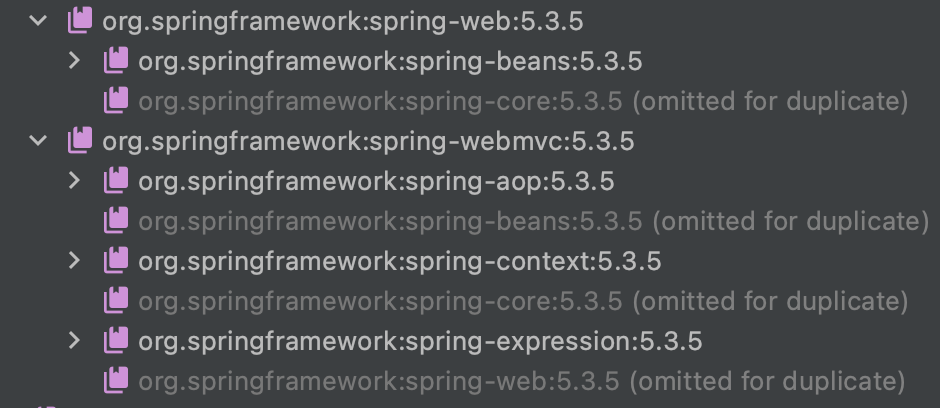 org.springframework:spring-web:5.3.5
org.springframework:spring-beans:5.3.5
org.springframework:spring-core:5.3.5 (omitted for duplicate)
org.springframework:spring-webmvc:5.3.5
org.springframework:spring-aop:5.3.5
org.springframework:spring-beans:5.3.5 (omitted for duplicate)
org.springframework:spring-context:5.3.5
org.springframework:spring-core:5.3.5 (omitted for duplicate)
org.springframework:spring-expression:5.3.5
org.springframework:spring-web:5.3.5 (omitted for duplicate)